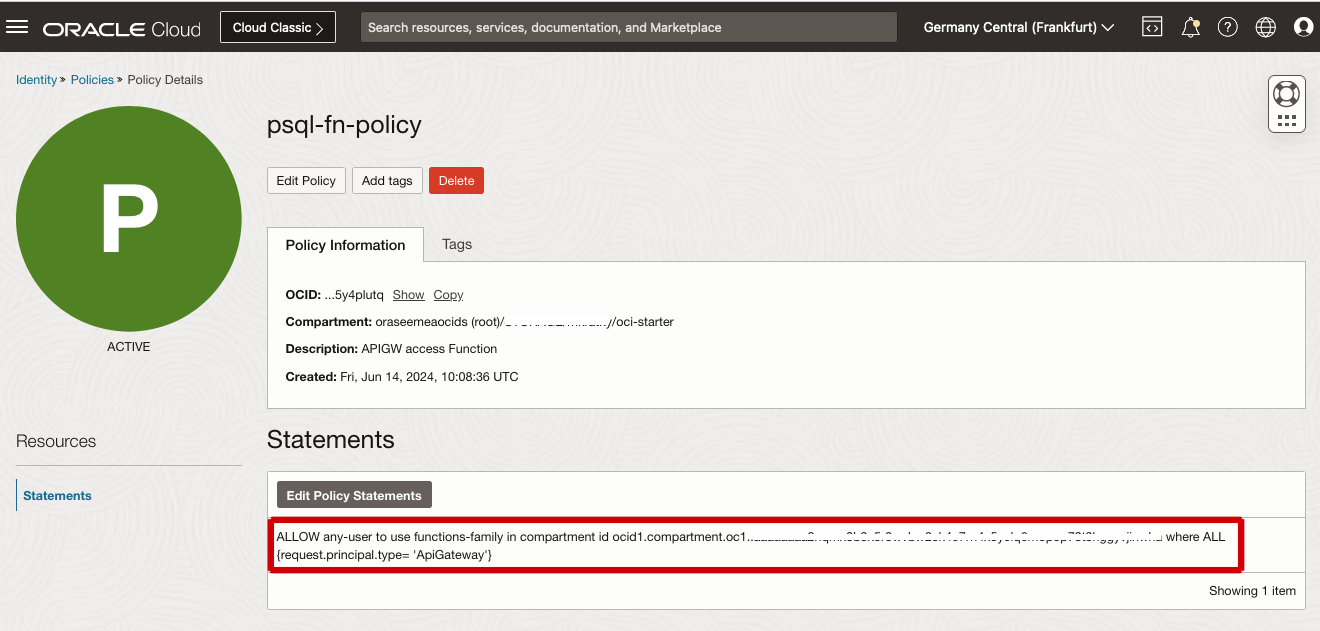 ORACLE Cloud
Cloud Classic
Search resources, services, documentation, and Marketplace
Germany Central (Frankfurt)
Identity » Policies » Policy Details
P
ACTIVE
psql-fn-policy
Edit Policy
Add tags
Delete
Policy Information
Tags
OCID: ...5y4plutq Show Copy
Compartment: oraseemeaocids (root)/ /oci-starter
Description: APIGW access Function
Created: Fri, Jun 14, 2024, 10:08:36 UTC
Resources
Statements
Statements
Edit Policy Statements
ALLOW any-user to use functions-family in compartment id ocid1.compartment.oc1.. where ALL
{request.principal.type= 'ApiGateway'}
Showing 1 item